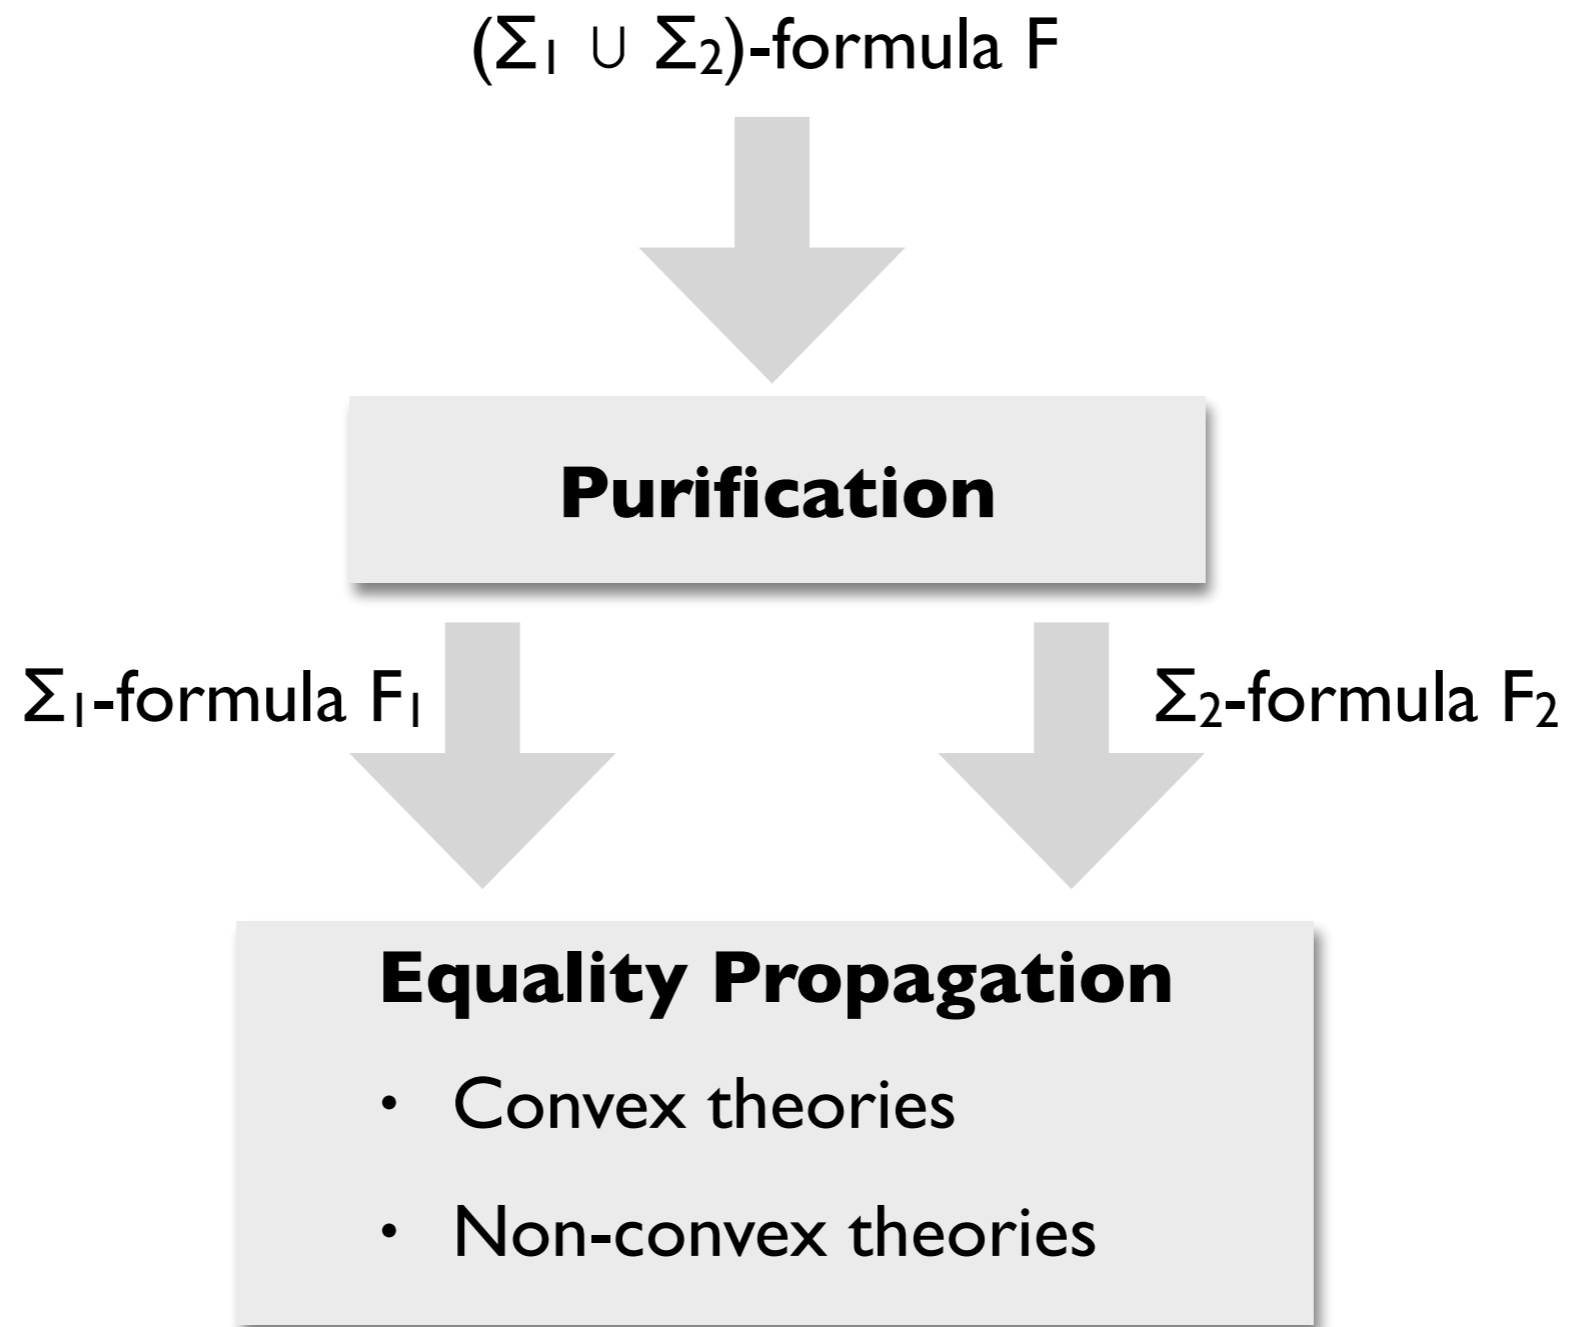 (Σ₁ ∪ Σ₂)-formula F
Purification
Σ₁-formula F₁
Σ₂-formula F₂
Equality Propagation
• Convex theories
• Non-convex theories